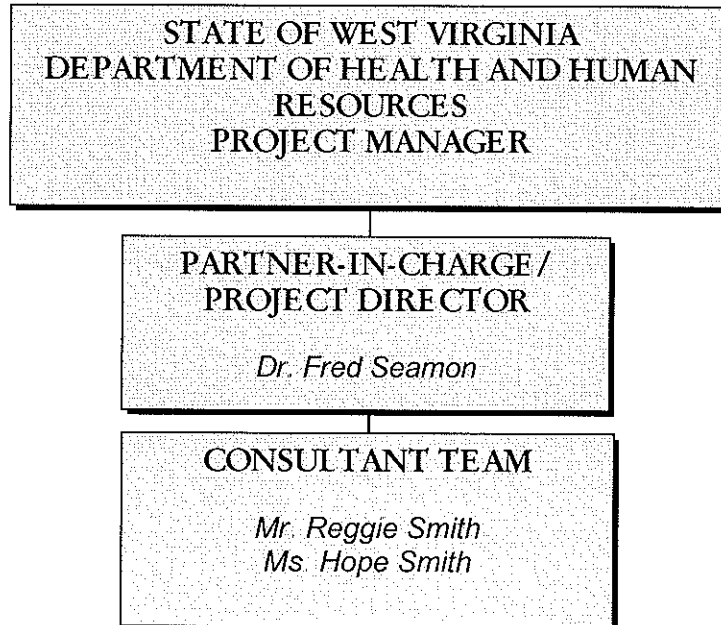 STATE OF WEST VIRGINIA
DEPARTMENT OF HEALTH AND HUMAN
RESOURCES
PROJECT MANAGER
PARTNER-IN-CHARGE/
PROJECT DIRECTOR
Dr. Fred Seamon
CONSULTANT TEAM
Mr. Reggie Smith
Ms. Hope Smith